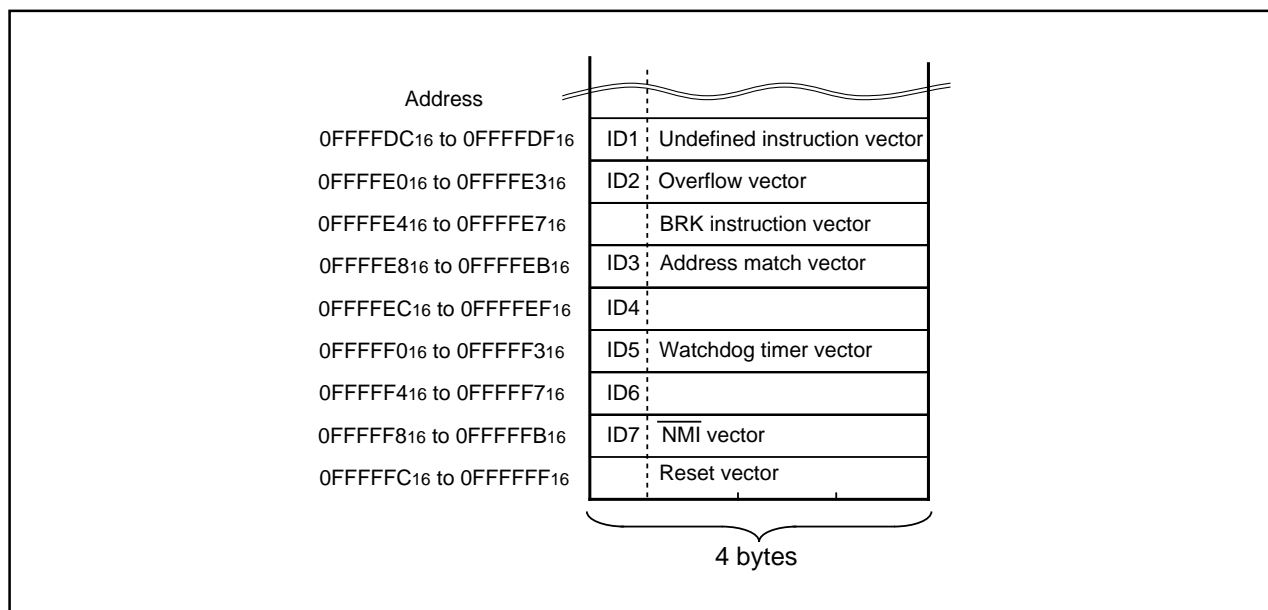 Address
0FFFFDC16 to 0FFFFDF16 ID1 Undefined instruction vector
0FFFFE016 to 0FFFFE316 ID2 Overflow vector
0FFFFE416 to 0FFFFE716 BRK instruction vector
0FFFFE816 to 0FFFFEB16 ID3 Address match vector
0FFFFEC16 to 0FFFFEF16 ID4
0FFFFF016 to 0FFFFF316 ID5 Watchdog timer vector
0FFFFF416 to 0FFFFF716 ID6
0FFFFF816 to 0FFFFFB16 ID7 NMI vector
0FFFFFC16 to 0FFFFFF16 Reset vector
4 bytes